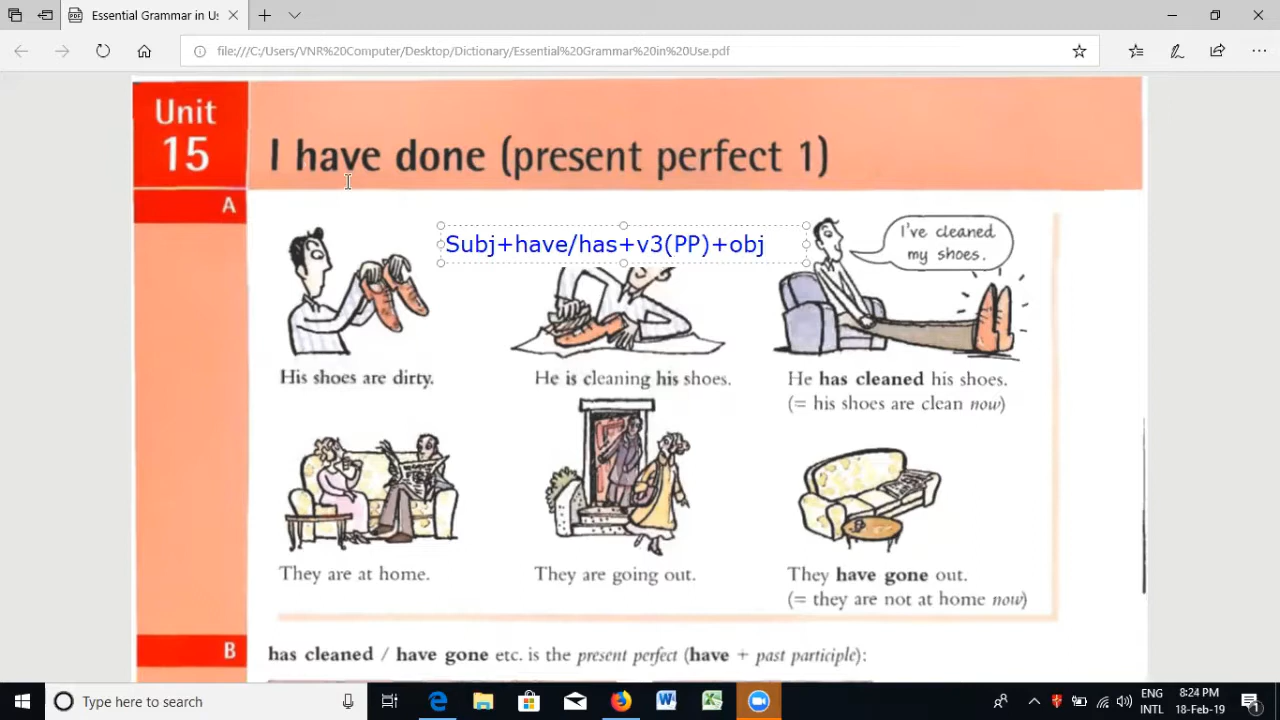 PDF Essential Grammar in Us
file:///C:/Users/VNR%20Computer/Desktop/Dictionary/Essential%20Grammar%20in%20Use.pdf
Unit
15
I have done (present perfect 1)
A
Subj+have/has+v3(PP)+obj
I've cleaned
my shoes.
His shoes are dirty.
He is cleaning his shoes.
He has cleaned his shoes.
(= his shoes are clean now)
They are at home.
They are going out.
They have gone out.
(= they are not at home now)
B
has cleaned / have gone etc. is the present perfect (have + past participle):
Type here to search
ENG
INTL
8:24 PM
18-Feb-19
1